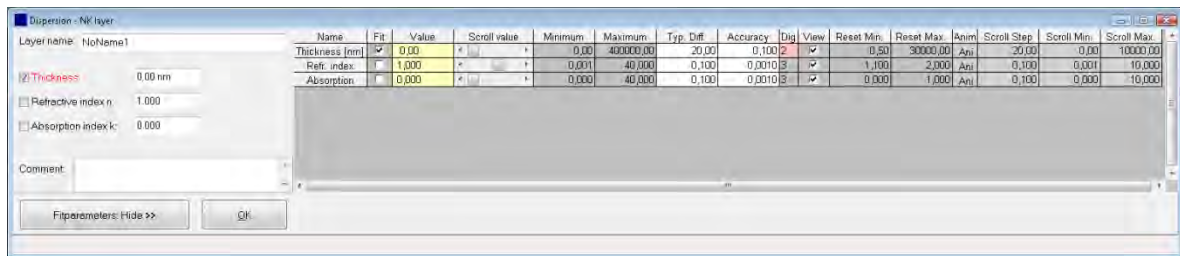 Dispersion - NK layer
Layer name: NoName1
Thickness: 0.00 nm
Refractive index n: 1.000
Absorption index k: 0.000
Comment:
Fitparameters: Hide >> OK
Name Fit Value Scroll value Minimum Maximum Typ. Diff Accuracy Dig View Reset Min. Reset Max. Anim Scroll Step Scroll Min. Scroll Max.
Thickness [nm] 0,00 0,00 400000,00 20,00 0,100 2 0,50 30000,00 Ani 20,00 0,00 10000,00
Refr. index 1,000 0,001 40,000 0,100 0,0010 3 1,100 2,000 Ani 0,100 0,001 10,000
Absorption 0,000 0,000 40,000 0,100 0,0010 3 0,000 1,000 Ani 0,100 0,000 10,000